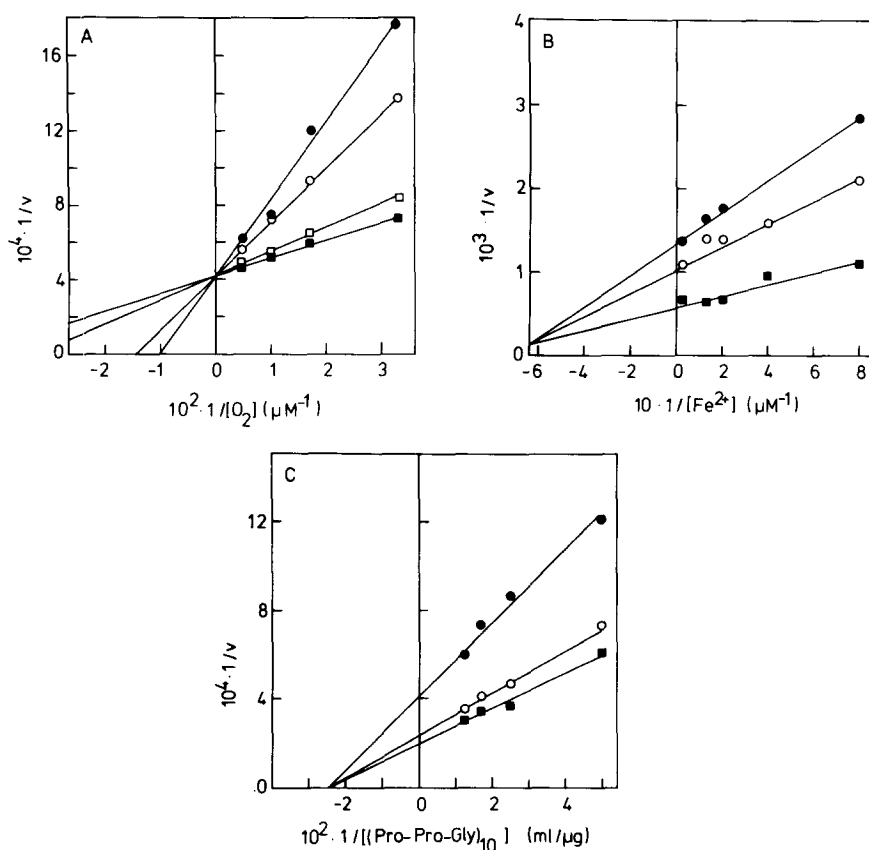 A
16
12
8
4
0
10⁴·1/v
-2 -1 0 1 2 3
10²·1/[O₂] (μM⁻¹)
B
4
3
2
1
0
10³·1/v
-6 -4 -2 0 2 4 6 8
10·1/[Fe²⁺] (μM⁻¹)
C
12
8
4
.0
10⁴·1/v
-2 0 2 4
10²·1/[(Pro-Pro-Gly)₁₀] (ml/μg)